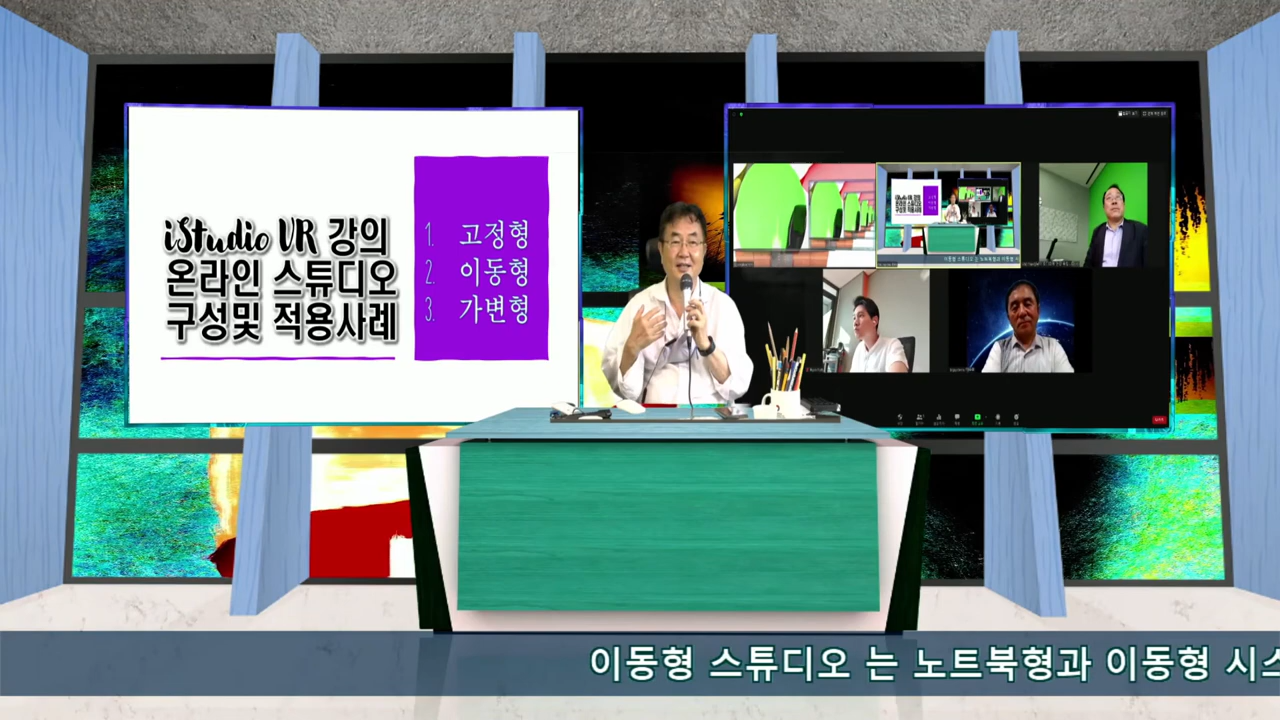 iStudio VR 강의
온라인 스튜디오
구성및 적용사례
1. 고정형
2. 이동형
3. 가변형
이동형 스튜디오 는 노트북형과 이동형 시스